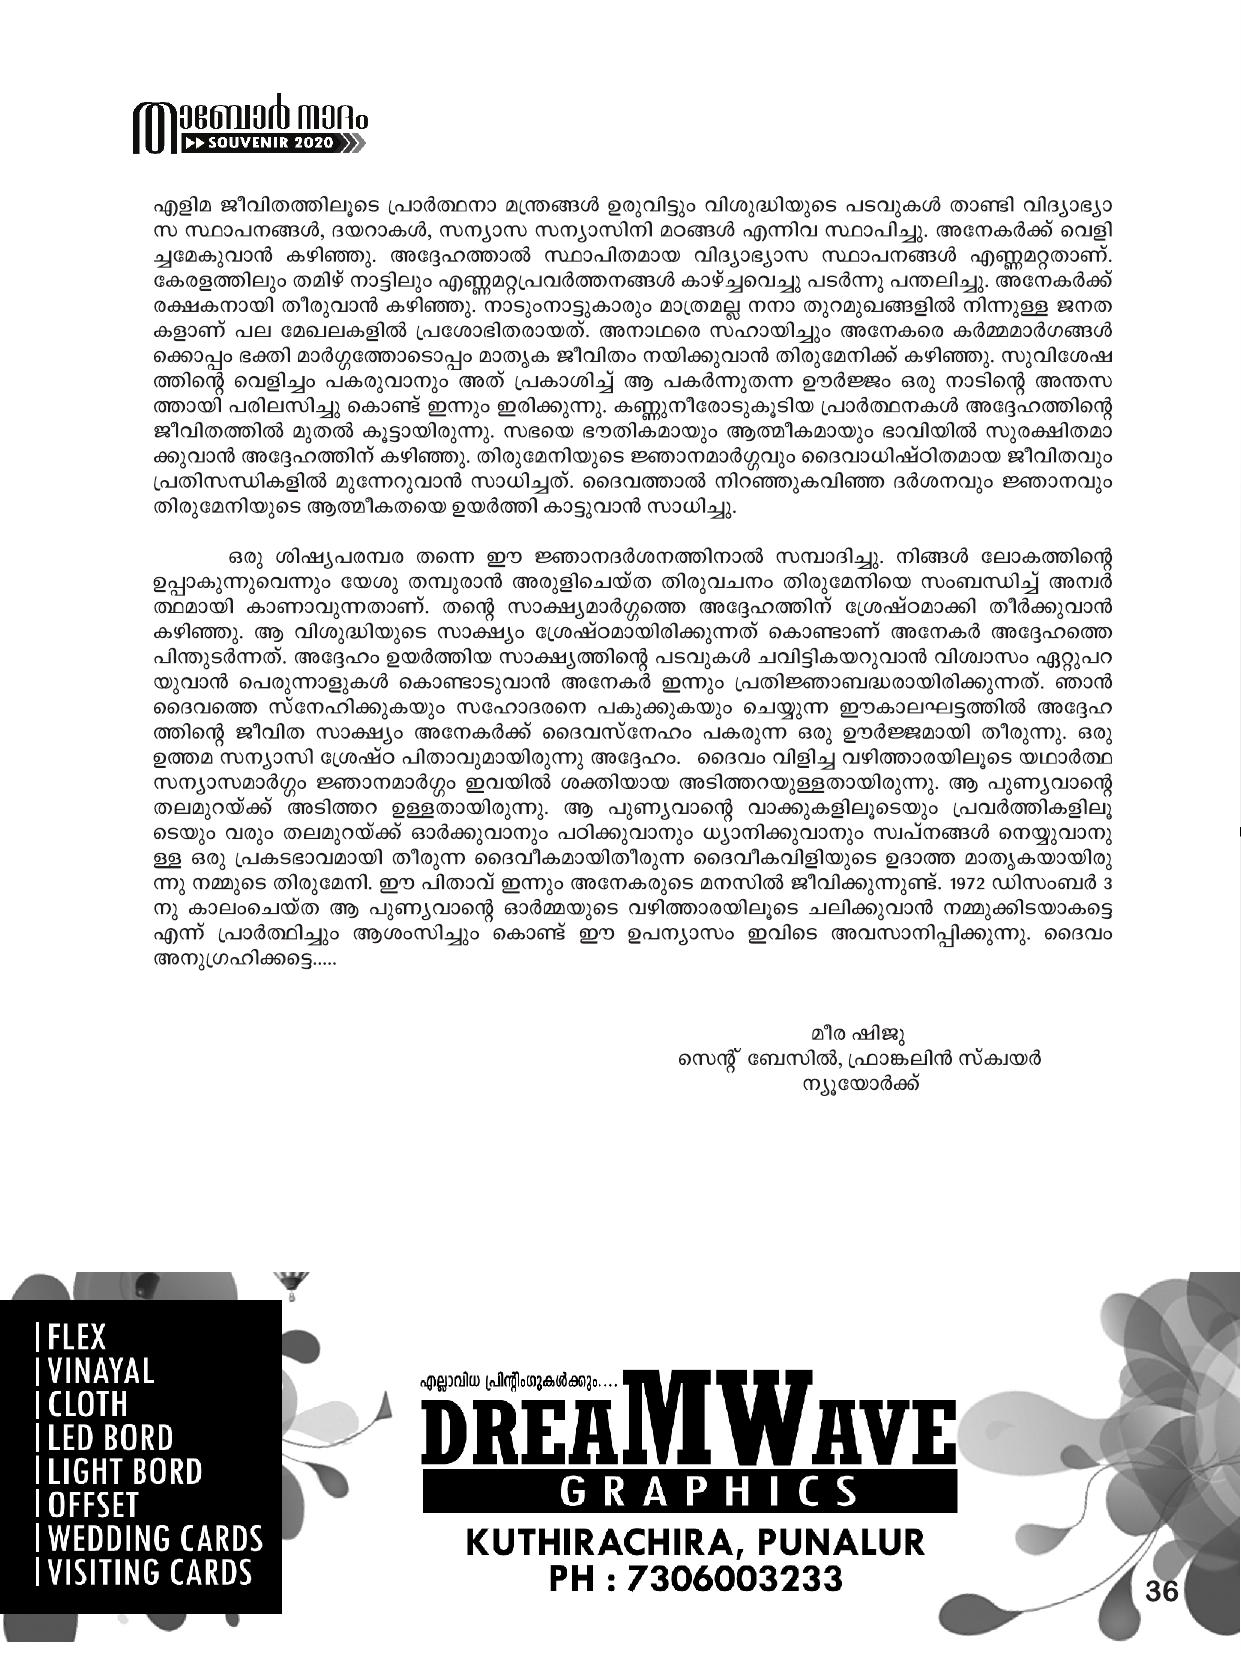 താബോർ നാദം
SOUVENIR 2020
എളിമ ജീവിതത്തിലൂടെ പ്രാർത്ഥനാ മന്ത്രങ്ങൾ ഉരുവിട്ടും വിശുദ്ധിയുടെ പടവുകൾ താണ്ടി വിദ്യാഭ്യാ
സ സ്ഥാപനങ്ങൾ, ദയറാകൾ, സന്യാസ സന്യാസിനി മഠങ്ങൾ എന്നിവ സ്ഥാപിച്ചു. അനേകർക്ക് വെളി
ച്ചമേകുവാൻ കഴിഞ്ഞു. അദ്ദേഹത്താൽ സ്ഥാപിതമായ വിദ്യാഭ്യാസ സ്ഥാപനങ്ങൾ എണ്ണമറ്റതാണ്.
കേരളത്തിലും തമിഴ് നാട്ടിലും എണ്ണമറ്റപ്രവർത്തനങ്ങൾ കാഴ്ച്ചവെച്ചു പടർന്നു പന്തലിച്ചു. അനേകർക്ക്
രക്ഷകനായി തീരുവാൻ കഴിഞ്ഞു. നാടുംനാട്ടുകാരും മാത്രമല്ല നനാ തുറമുഖങ്ങളിൽ നിന്നുള്ള ജനത
കളാണ് പല മേഖലകളിൽ പ്രശോഭിതരായത്. അനാഥരെ സഹായിച്ചും അനേകരെ കർമ്മമാർഗങ്ങൾ
ക്കൊപ്പം ഭക്തി മാർഗ്ഗത്തോടൊപ്പം മാതൃക ജീവിതം നയിക്കുവാൻ തിരുമേനിക്ക് കഴിഞ്ഞു. സുവിശേഷ
ത്തിന്റെ വെളിച്ചം പകരുവാനും അത് പ്രകാശിച്ച് ആ പകർന്നുതന്ന ഊർജ്ജം ഒരു നാടിന്റെ അന്തസ
ത്തായി പരിലസിച്ചു കൊണ്ട് ഇന്നും ഇരിക്കുന്നു. കണ്ണുനീരോടുകൂടിയ പ്രാർത്ഥനകൾ അദ്ദേഹത്തിന്റെ
ജീവിതത്തിൽ മുതൽ കൂട്ടായിരുന്നു. സഭയെ ഭൗതികമായും ആത്മീകമായും ഭാവിയിൽ സുരക്ഷിതമാ
ക്കുവാൻ അദ്ദേഹത്തിന് കഴിഞ്ഞു. തിരുമേനിയുടെ ജ്ഞാനമാർഗ്ഗവും ദൈവാധിഷ്ഠിതമായ ജീവിതവും
പ്രതിസന്ധികളിൽ മുന്നേറുവാൻ സാധിച്ചത്. ദൈവത്താൽ നിറഞ്ഞുകവിഞ്ഞ ദർശനവും ജ്ഞാനവും
തിരുമേനിയുടെ ആത്മീകതയെ ഉയർത്തി കാട്ടുവാൻ സാധിച്ചു.
ഒരു ശിഷ്യപരമ്പര തന്നെ ഈ ജ്ഞാനദർശനത്തിനാൽ സമ്പാദിച്ചു. നിങ്ങൾ ലോകത്തിന്റെ
ഉപ്പാകുന്നുവെന്നും യേശു തമ്പുരാൻ അരുളിചെയ്ത തിരുവചനം തിരുമേനിയെ സംബന്ധിച്ച് അമ്പർ
ത്ഥമായി കാണാവുന്നതാണ്. തന്റെ സാക്ഷ്യമാർഗ്ഗത്തെ അദ്ദേഹത്തിന് ശ്രേഷ്ഠമാക്കി തീർക്കുവാൻ
കഴിഞ്ഞു. ആ വിശുദ്ധിയുടെ സാക്ഷ്യം ശ്രേഷ്ഠമായിരിക്കുന്നത് കൊണ്ടാണ് അനേകർ അദ്ദേഹത്തെ
പിന്തുടർന്നത്. അദ്ദേഹം ഉയർത്തിയ സാക്ഷ്യത്തിന്റെ പടവുകൾ ചവിട്ടികയറുവാൻ വിശ്വാസം ഏറ്റുപറ
യുവാൻ പെരുന്നാളുകൾ കൊണ്ടാടുവാൻ അനേകർ ഇന്നും പ്രതിജ്ഞാബദ്ധരായിരിക്കുന്നത്. ഞാൻ
ദൈവത്തെ സ്നേഹിക്കുകയും സഹോദരനെ പകുക്കുകയും ചെയ്യുന്ന ഈകാലഘട്ടത്തിൽ അദ്ദേഹ
ത്തിന്റെ ജീവിത സാക്ഷ്യം അനേകർക്ക് ദൈവസ്നേഹം പകരുന്ന ഒരു ഊർജ്ജമായി തീരുന്നു. ഒരു
ഉത്തമ സന്യാസി ശ്രേഷ്ഠ പിതാവുമായിരുന്നു അദ്ദേഹം. ദൈവം വിളിച്ച വഴിത്താരയിലൂടെ യഥാർത്ഥ
സന്യാസമാർഗ്ഗം ജ്ഞാനമാർഗ്ഗം ഇവയിൽ ശക്തിയായ അടിത്തറയുള്ളതായിരുന്നു. ആ പുണ്യവാന്റെ
തലമുറയ്ക്ക് അടിത്തറ ഉള്ളതായിരുന്നു. ആ പുണ്യവാന്റെ വാക്കുകളിലൂടെയും പ്രവർത്തികളിലൂ
ടെയും വരും തലമുറയ്ക്ക് ഓർക്കുവാനും പഠിക്കുവാനും ധ്യാനിക്കുവാനും സ്വപ്നങ്ങൾ നെയ്യുവാനു
ള്ള ഒരു പ്രകടഭാവമായി തീരുന്ന ദൈവീകമായിതീരുന്ന ദൈവീകവിളിയുടെ ഉദാത്ത മാതൃകയായിരു
ന്നു നമ്മുടെ തിരുമേനി. ഈ പിതാവ് ഇന്നും അനേകരുടെ മനസിൽ ജീവിക്കുന്നുണ്ട്. 1972 ഡിസംബർ 3
നു കാലംചെയ്ത ആ പുണ്യവാന്റെ ഓർമ്മയുടെ വഴിത്താരയിലൂടെ ചലിക്കുവാൻ നമ്മുക്കിടയാകട്ടെ
എന്ന് പ്രാർത്ഥിച്ചും ആശംസിച്ചും കൊണ്ട് ഈ ഉപന്യാസം ഇവിടെ അവസാനിപ്പിക്കുന്നു. ദൈവം
അനുഗ്രഹിക്കട്ടെ.....
മീര ഷിജു
സെന്റ് ബേസിൽ, ഫ്രാങ്കലിൻ സ്ക്വയർ
ന്യൂയോർക്ക്
FLEX
VINAYAL
CLOTH
LED BORD
LIGHT BORD
OFFSET
WEDDING CARDS
VISITING CARDS
എല്ലാവിധ പ്രിന്റിംഗുകൾക്കും....
DREAMWAVE
GRAPHICS
KUTHIRACHIRA, PUNALUR
PH : 7306003233
36